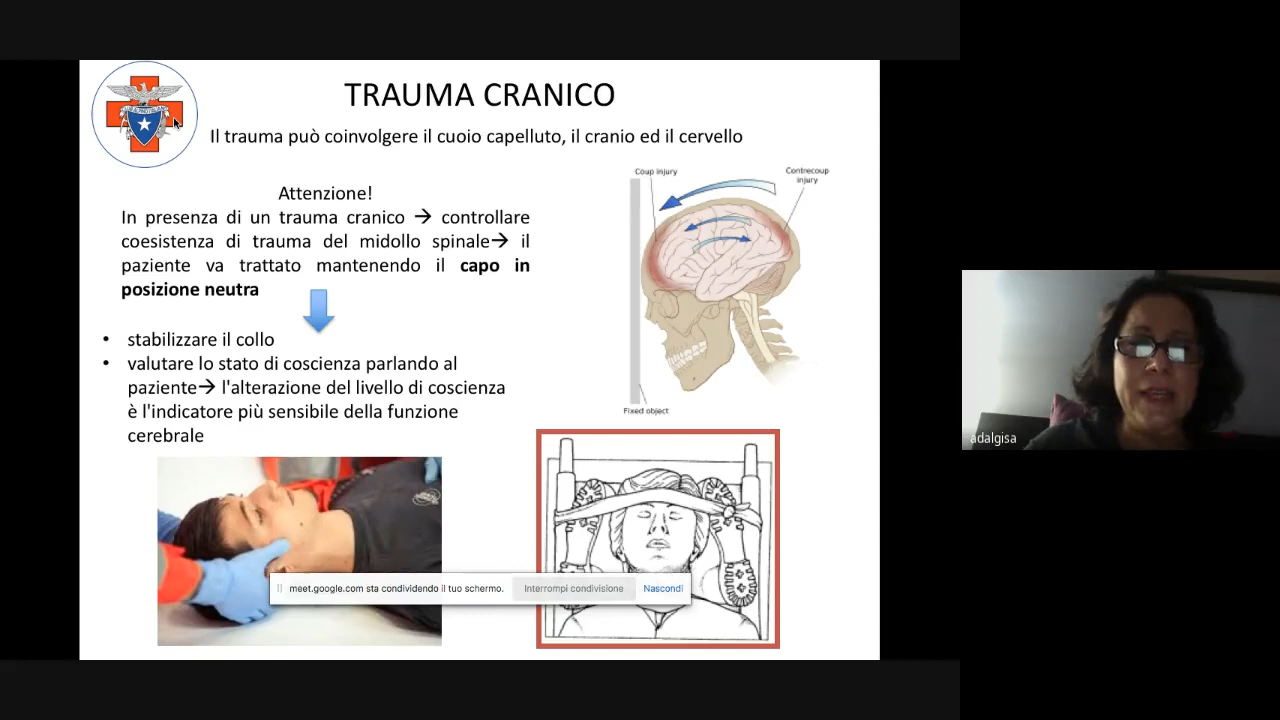 TRAUMA CRANICO
Il trauma può coinvolgere il cuoio capelluto, il cranio ed il cervello
Attenzione!
In presenza di un trauma cranico → controllare
coesistenza di trauma del midollo spinale→ il
paziente va trattato mantenendo il capo in
posizione neutra
• stabilizzare il collo
• valutare lo stato di coscienza parlando al
paziente→ l'alterazione del livello di coscienza
è l'indicatore più sensibile della funzione
cerebrale
Coup injury
Contrecoup
injury
Fixed object
meet.google.com sta condividendo il tuo schermo.
Interrompi condivisione
Nascondi
adalgisa